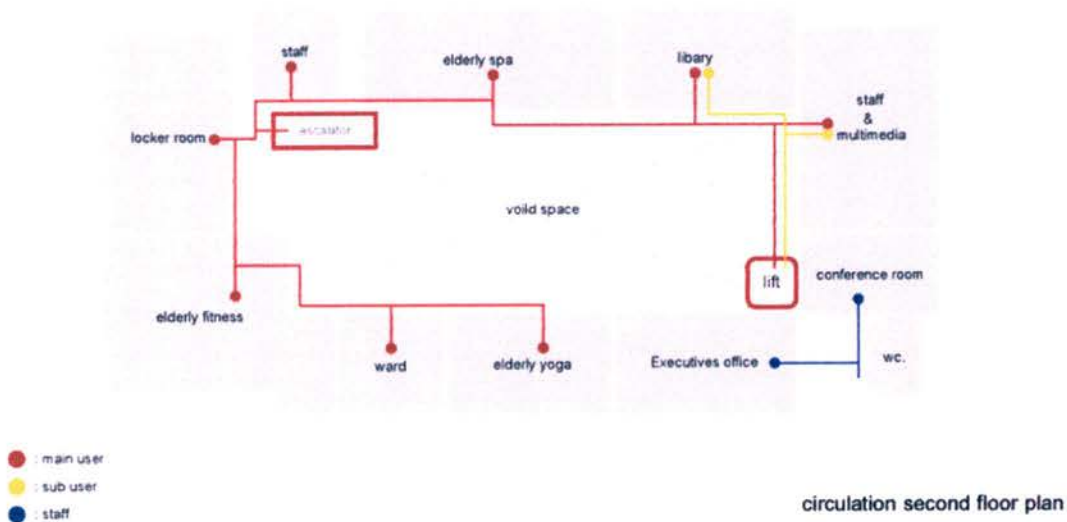 staff
elderly spa
libary
staff
&
multimedia
locker room
escalator
voild space
lift
conference room
elderly fitness
ward
elderly yoga
Executives office
wc.
: main user
: sub user
: staff
circulation second floor plan